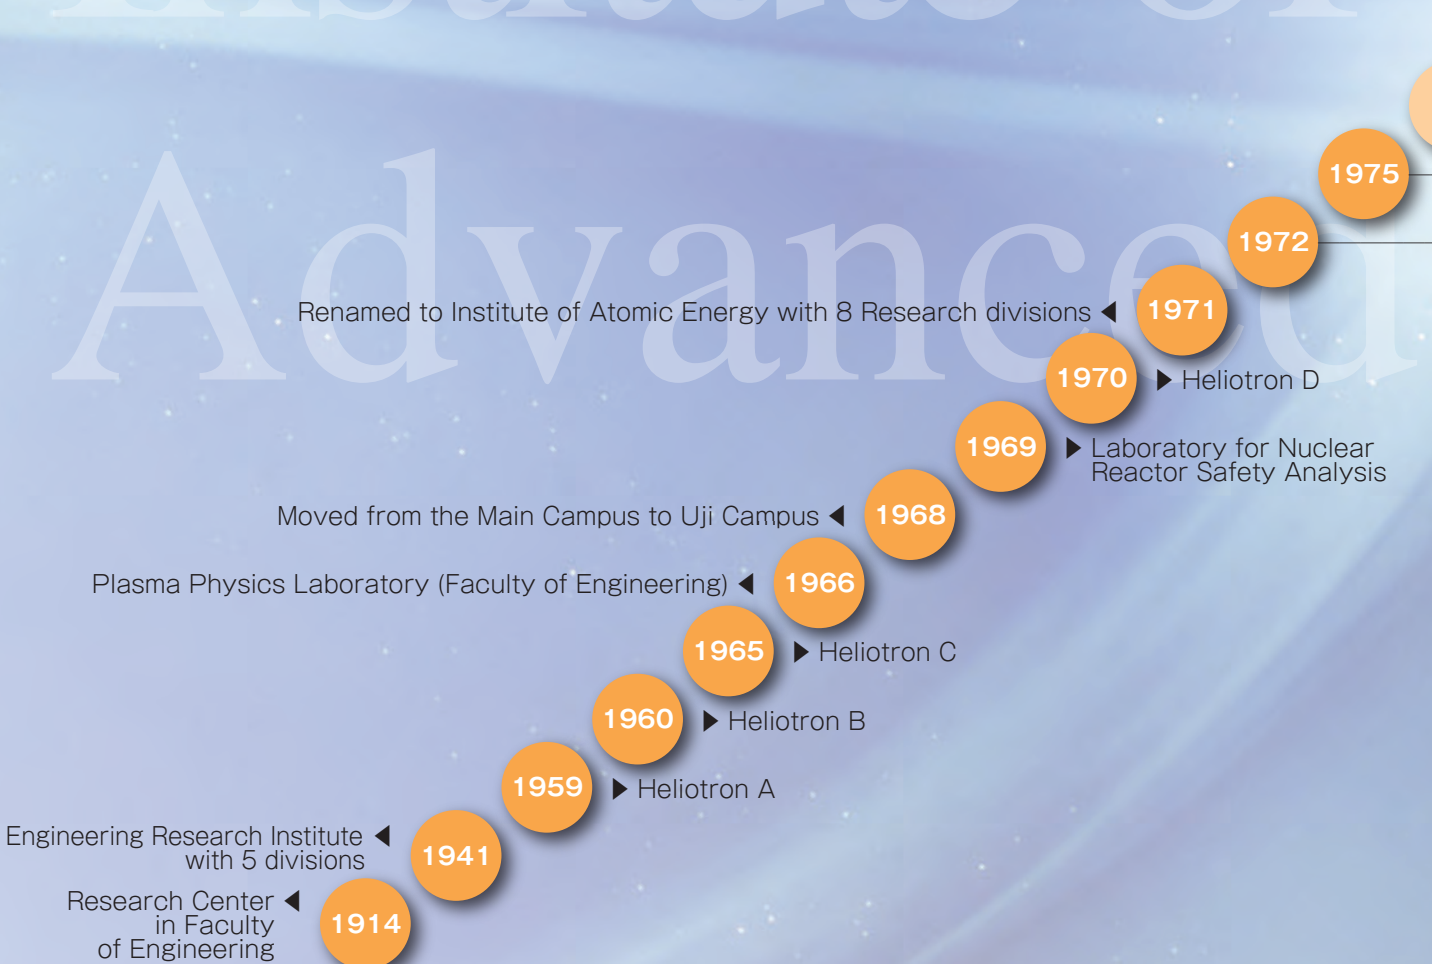 Institute of
Advanced
1975
1972
Renamed to Institute of Atomic Energy with 8 Research divisions ◀ 1971
1970 ▶ Heliotron D
1969 ▶ Laboratory for Nuclear
Reactor Safety Analysis
Moved from the Main Campus to Uji Campus ◀ 1968
Plasma Physics Laboratory (Faculty of Engineering) ◀ 1966
1965 ▶ Heliotron C
1960 ▶ Heliotron B
1959 ▶ Heliotron A
Engineering Research Institute ◀
with 5 divisions
1941
Research Center ◀
in Faculty
of Engineering
1914